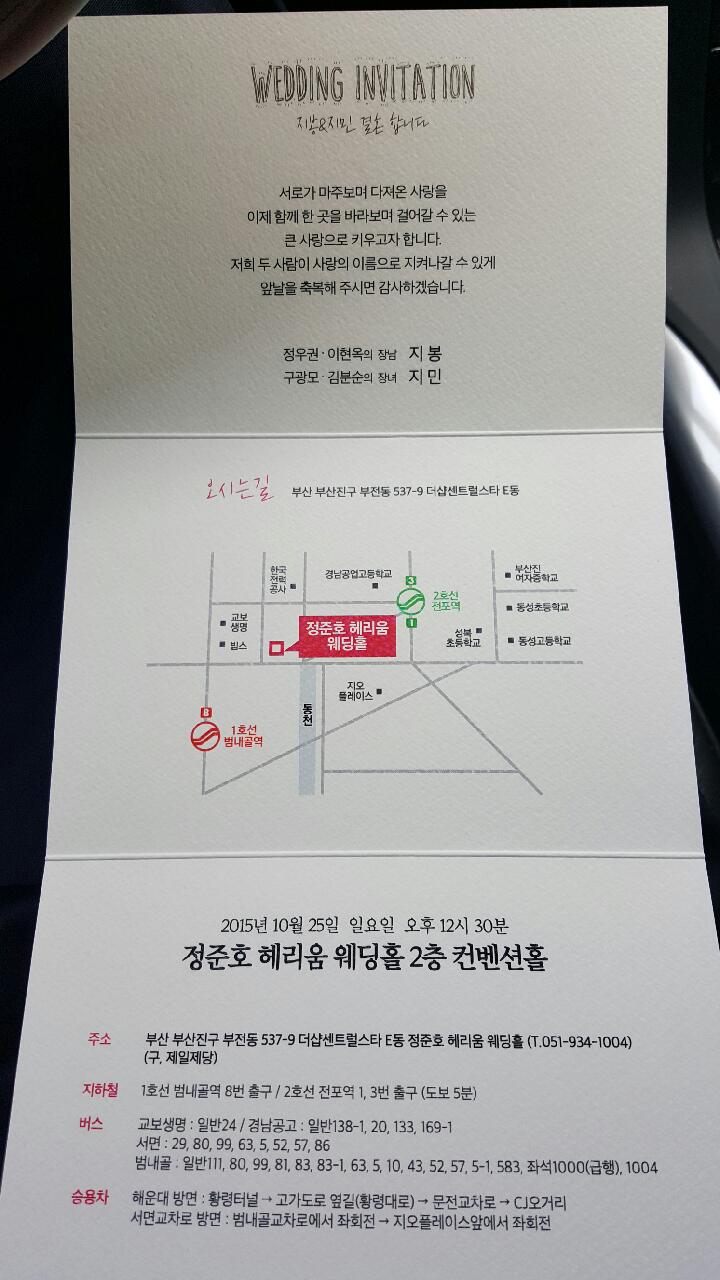 WEDDING INVITATION
지봉&지민 결혼 합니다
서로가 마주보며 다져온 사랑을
이제 함께 한 곳을 바라보며 걸어갈 수 있는
큰 사랑으로 키우고자 합니다.
저희 두 사람이 사랑의 이름으로 지켜나갈 수 있게
앞날을 축복해 주시면 감사하겠습니다.
정우권 · 이현옥의 장남 지봉
구광모 · 김분순의 장녀 지민
오시는길 부산 부산진구 부전동 537-9 더샵센트럴스타 E동
한국
전력
공사
경남공업고등학교
3
2호선
전포역
1
부산진
여자중학교
동성초등학교
동성고등학교
성북
초등학교
교보
생명
빕스
정준호 헤리움
웨딩홀
지오
플레이스
동천
8
1호선
범내골역
2015년 10월 25일 일요일 오후 12시 30분
정준호 헤리움 웨딩홀 2층 컨벤션홀
주소 부산 부산진구 부전동 537-9 더샵센트럴스타 E동 정준호 헤리움 웨딩홀 (T.051-934-1004)
(구, 제일제당)
지하철 1호선 범내골역 8번 출구 / 2호선 전포역 1, 3번 출구 (도보 5분)
버스 교보생명 : 일반24 / 경남공고 : 일반138-1, 20, 133, 169-1
서면 : 29, 80, 99, 63, 5, 52, 57, 86
범내골 : 일반111, 80, 99, 81, 83, 83-1, 63, 5, 10, 43, 52, 57, 5-1, 583, 좌석1000(급행), 1004
승용차 해운대 방면 : 황령터널 → 고가도로 옆길(황령대로) → 문전교차로 → CJ오거리
서면교차로 방면 : 범내골교차로에서 좌회전 → 지오플레이스앞에서 좌회전